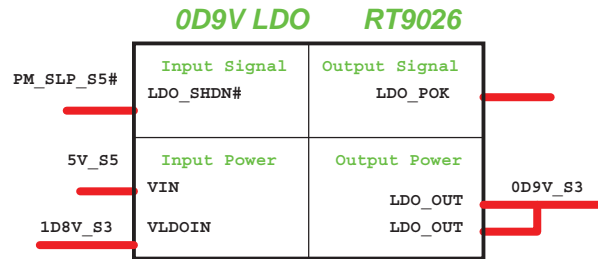 0D9V LDO RT9026
Input Signal Output Signal
PM_SLP_S5# LDO_SHDN# LDO_POK
Input Power Output Power
5V_S5 VIN
LDO_OUT 0D9V_S3
1D8V_S3 VLDOIN LDO_OUT